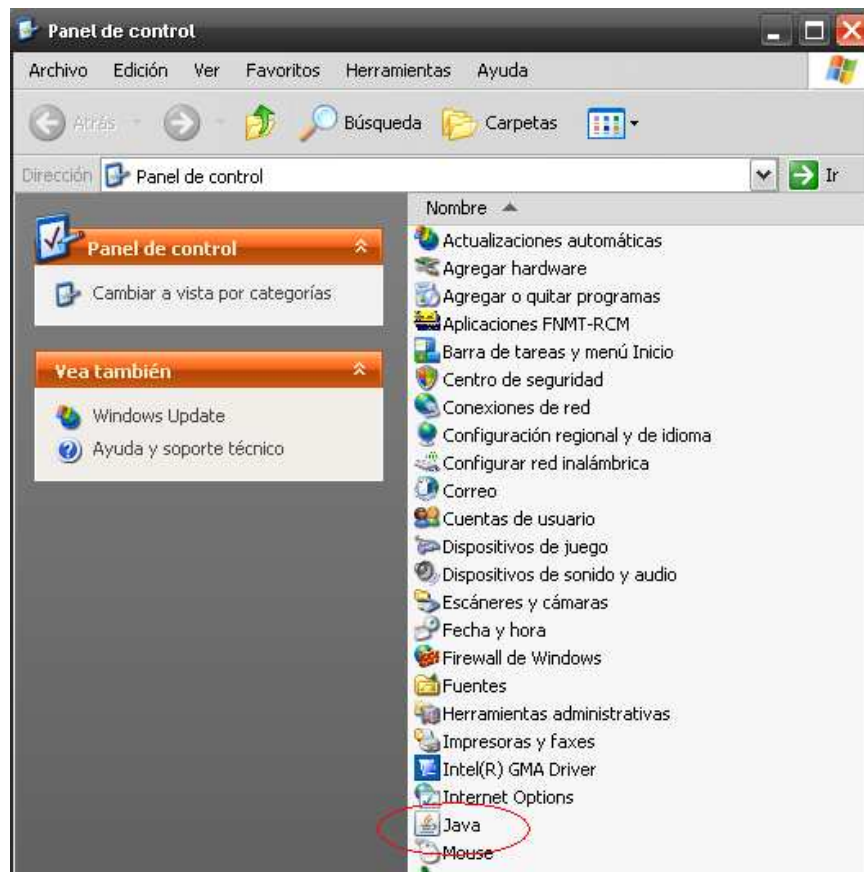 Panel de control
Archivo Edición Ver Favoritos Herramientas Ayuda
Atrás Búsqueda Carpetas
Dirección Panel de control Ir
Panel de control
Cambiar a vista por categorías
Vea también
Windows Update
Ayuda y soporte técnico
Nombre
Actualizaciones automáticas
Agregar hardware
Agregar o quitar programas
Aplicaciones FNMT-RCM
Barra de tareas y menú Inicio
Centro de seguridad
Conexiones de red
Configuración regional y de idioma
Configurar red inalámbrica
Correo
Cuentas de usuario
Dispositivos de juego
Dispositivos de sonido y audio
Escáneres y cámaras
Fecha y hora
Firewall de Windows
Fuentes
Herramientas administrativas
Impresoras y faxes
Intel(R) GMA Driver
Internet Options
Java
Mouse